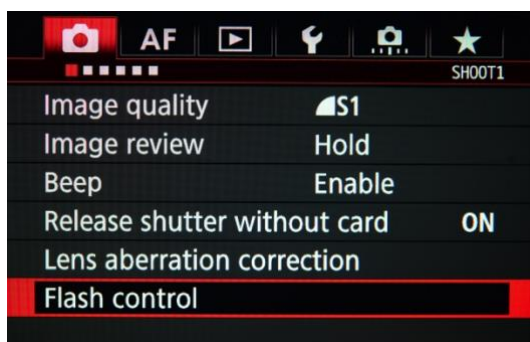 AF
SHOOT1
Image quality S1
Image review Hold
Beep Enable
Release shutter without card ON
Lens aberration correction
Flash control